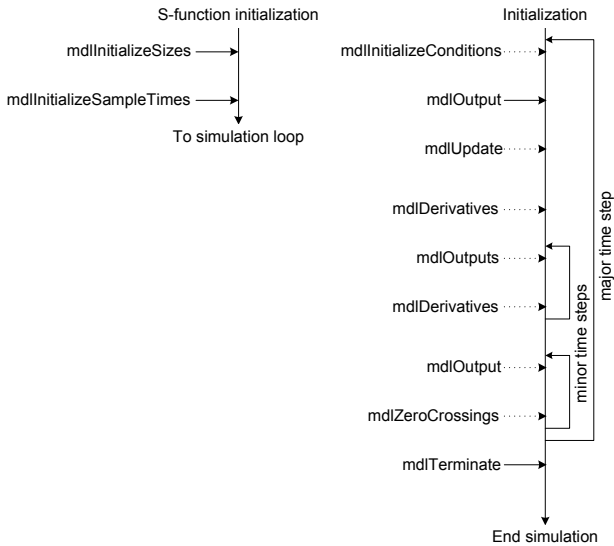 S-function initialization
mdlInitializeSizes
mdlInitializeSampleTimes
To simulation loop
Initialization
mdlInitializeConditions
mdlOutput
mdlUpdate
mdlDerivatives
mdlOutputs
mdlDerivatives
mdlOutput
mdlZeroCrossings
mdlTerminate
End simulation
minor time steps
major time step